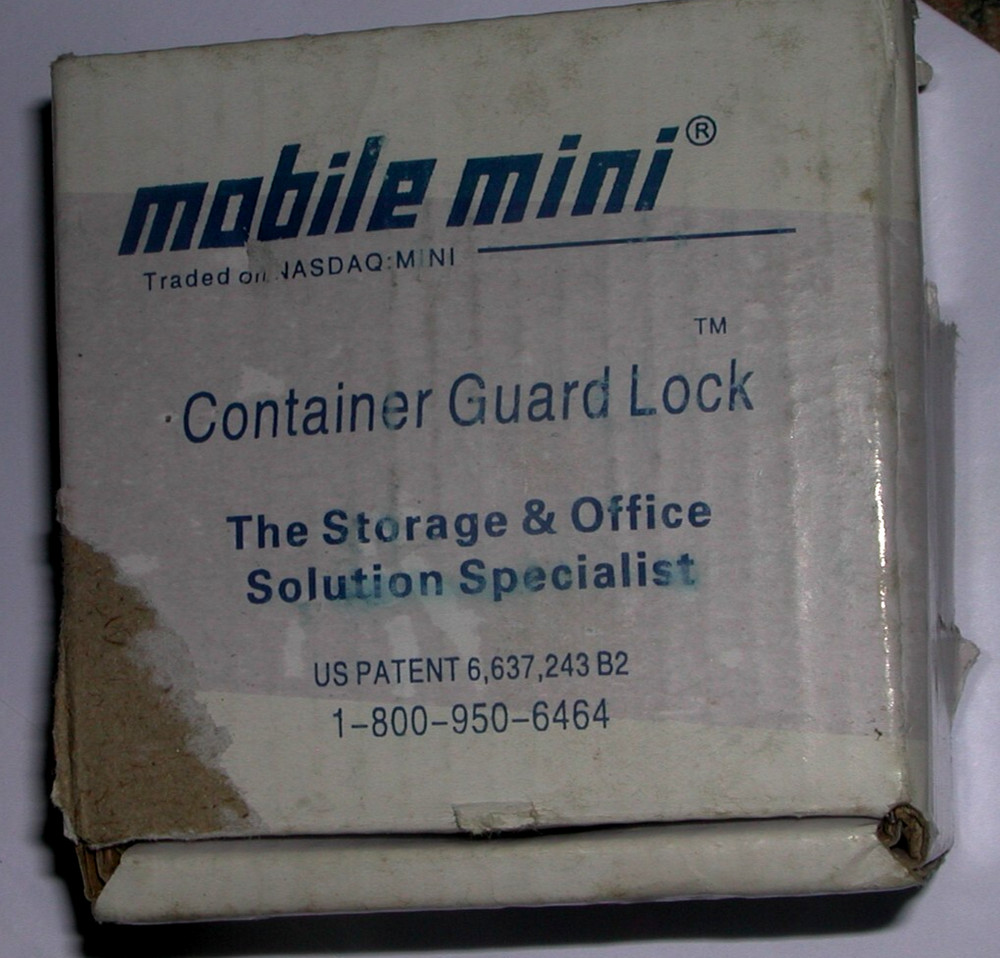 mobile mini®
Traded on NASDAQ:MINI
TM
Container Guard Lock
The Storage & Office
Solution Specialist
US PATENT 6,637,243 B2
1-800-950-6464